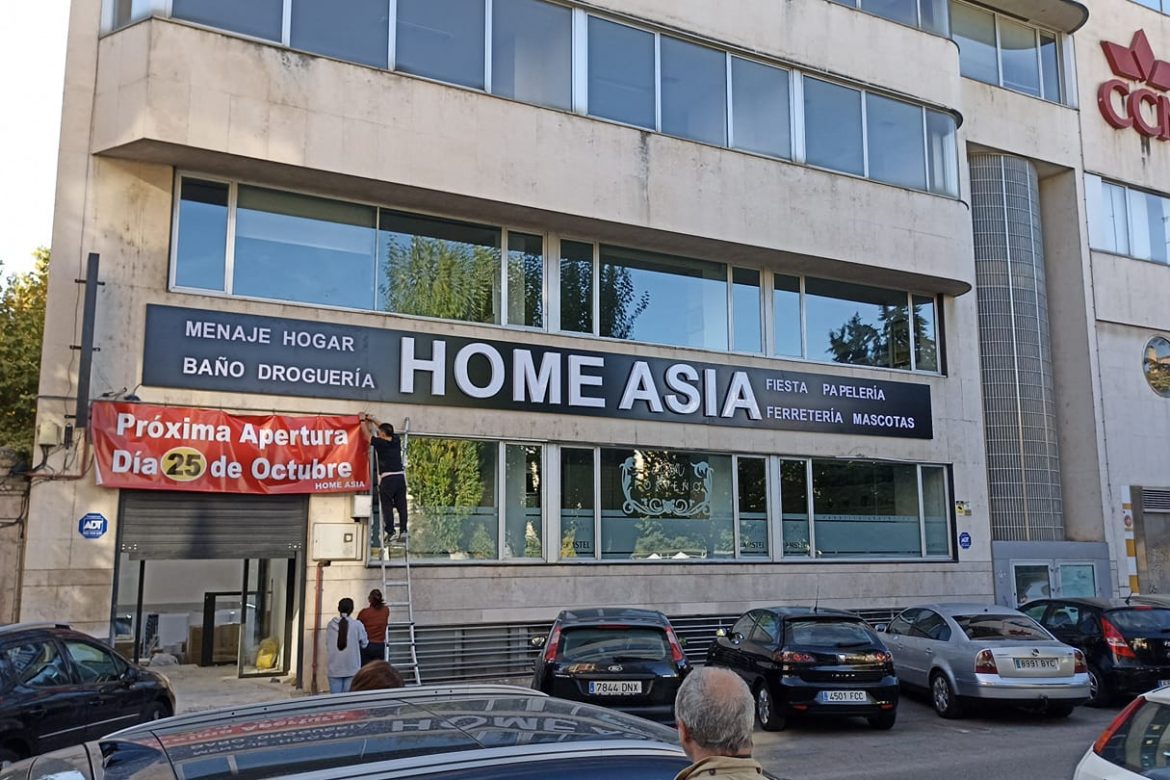 MENAJE HOGAR
BAÑO DROGUERÍA
HOME ASIA
FIESTA PAPELERÍA
FERRETERÍA MASCOTAS
Próxima Apertura
Día 25 de Octubre
HOME ASIA
ADT
ADT
7844 DNX
4501 FCC
8991 BYC